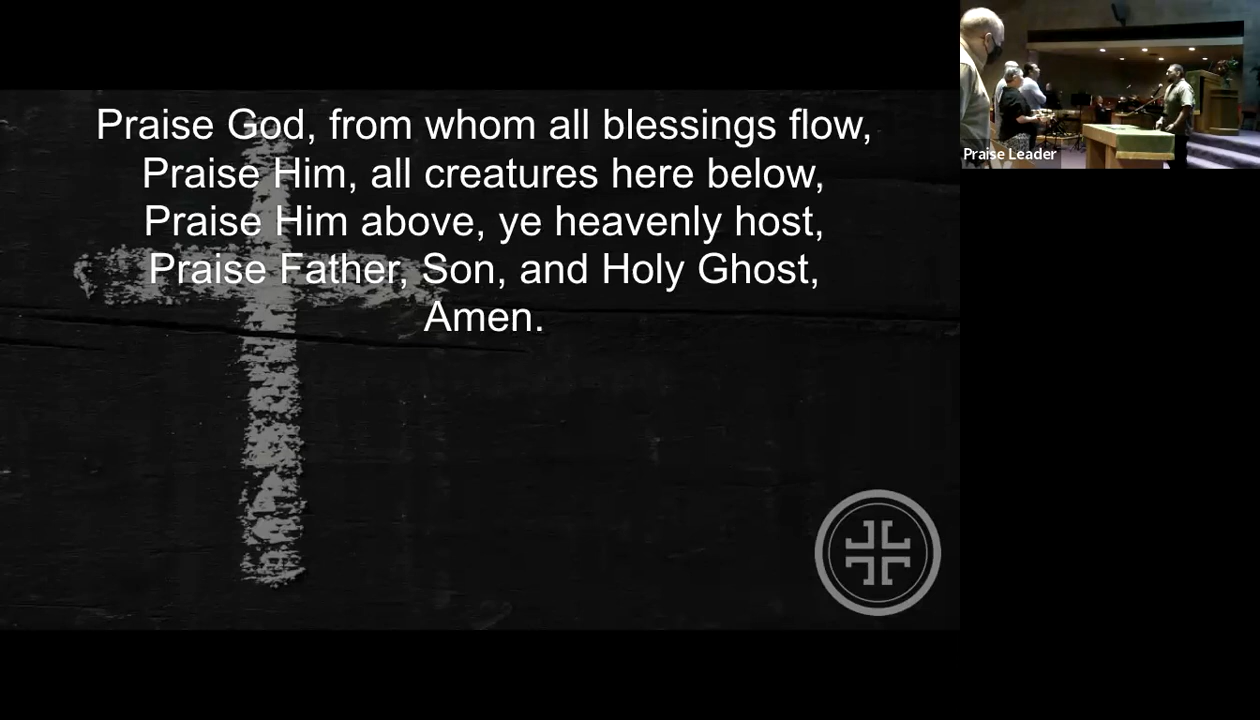 Praise God, from whom all blessings flow,
Praise Him, all creatures here below,
Praise Him above, ye heavenly host,
Praise Father, Son, and Holy Ghost,
Amen.
Praise Leader